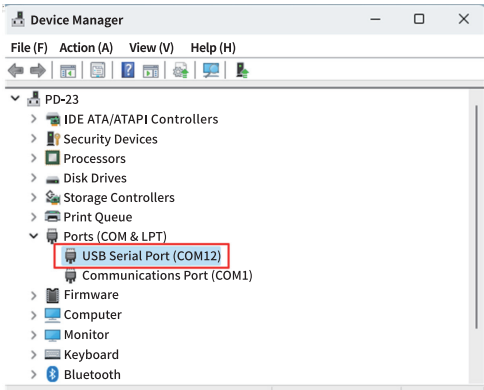 Device Manager
File (F) Action (A) View (V) Help (H)
PD-23
IDE ATA/ATAPI Controllers
Security Devices
Processors
Disk Drives
Storage Controllers
Print Queue
Ports (COM & LPT)
USB Serial Port (COM12)
Communications Port (COM1)
Firmware
Computer
Monitor
Keyboard
Bluetooth